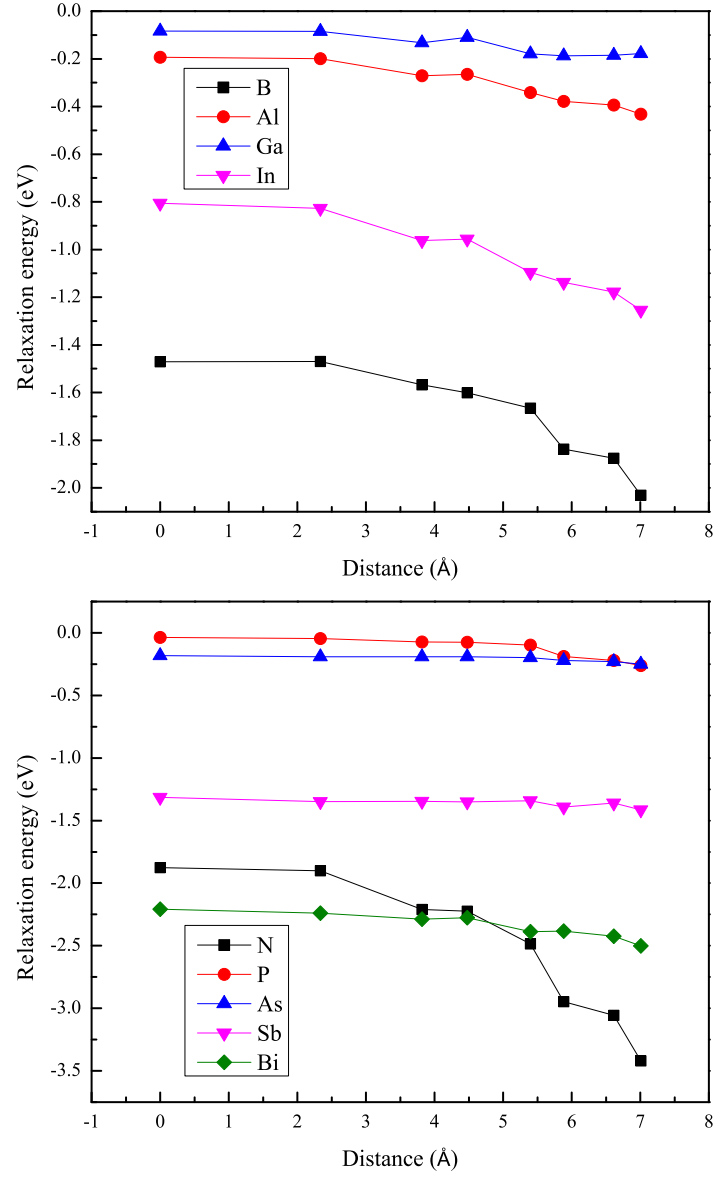 0.0
-0.2
-0.4
-0.6
-0.8
-1.0
-1.2
-1.4
-1.6
-1.8
-2.0
Relaxation energy (eV)
B
Al
Ga
In
-1 0 1 2 3 4 5 6 7 8
Distance (Å)
0.0
-0.5
-1.0
-1.5
-2.0
-2.5
-3.0
-3.5
Relaxation energy (eV)
N
P
As
Sb
Bi
-1 0 1 2 3 4 5 6 7 8
Distance (Å)